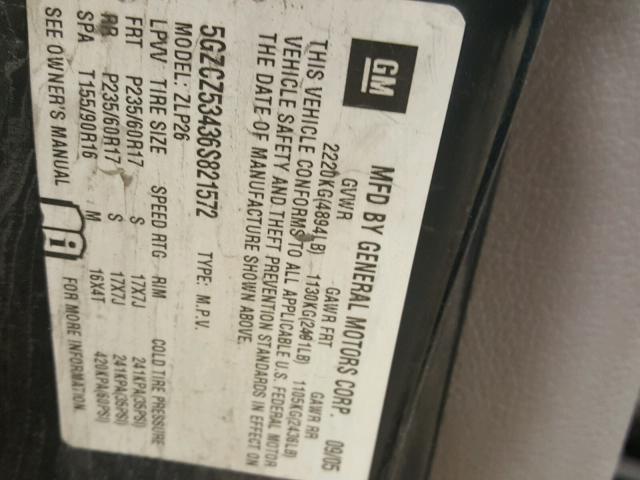 GM
MFD BY GENERAL MOTORS CORP. 09/05
GVWR GAWR FRT GAWR RR
2220KG(4894LB) 1130KG(2491LB) 1105KG(2436LB)
THIS VEHICLE CONFORMS TO ALL APPLICABLE U.S. FEDERAL MOTOR
VEHICLE SAFETY AND THEFT PREVENTION STANDARDS IN EFFECT ON
THE DATE OF MANUFACTURE SHOWN ABOVE.
5GZCZ53436S821572 TYPE: M.P.V.
MODEL: ZLP26
LPVV TIRE SIZE SPEED RTG RIM COLD TIRE PRESSURE
FRT P235/60R17 S 17X7J 241KPA(35PSI)
RR P235/60R17 S 17X7J 241KPA(35PSI)
SPA T155/90R16 M 16X4T 420KPA(60PSI)
SEE OWNER'S MANUAL FOR MORE INFORMATION.